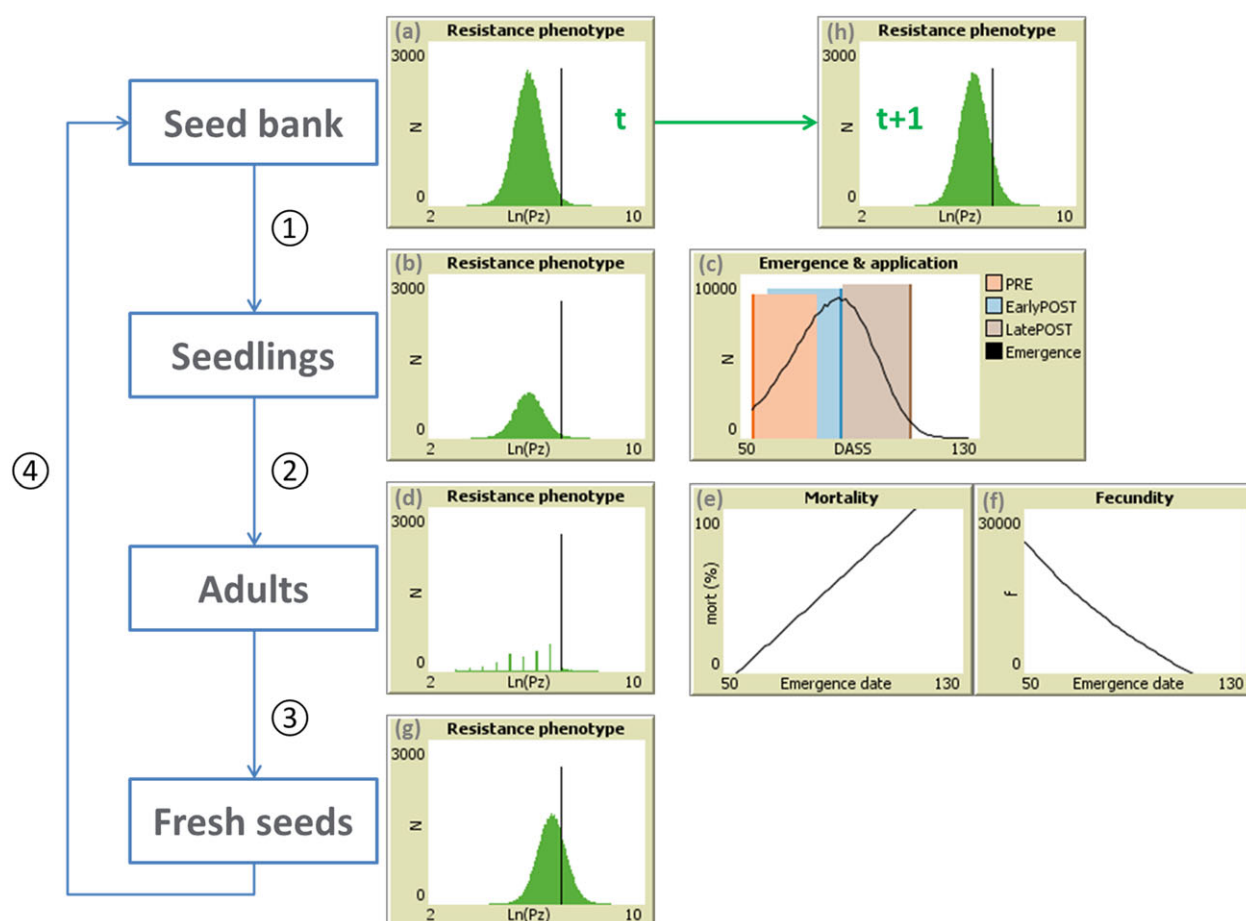 (a) Resistance phenotype
3000
N
0
2 Ln(Pz) 10
t
(h) Resistance phenotype
3000
N
0
2 Ln(Pz) 10
t+1
Seed bank
①
(b) Resistance phenotype
3000
N
0
2 Ln(Pz) 10
(c) Emergence & application
10000
N
0
50 DASS 130
PRE
EarlyPOST
LatePOST
Emergence
Seedlings
④
②
(d) Resistance phenotype
3000
N
0
2 Ln(Pz) 10
(e) Mortality
100
mort (%)
0
50 Emergence date 130
(f) Fecundity
30000
f
0
50 Emergence date 130
Adults
③
(g) Resistance phenotype
3000
N
0
2 Ln(Pz) 10
Fresh seeds